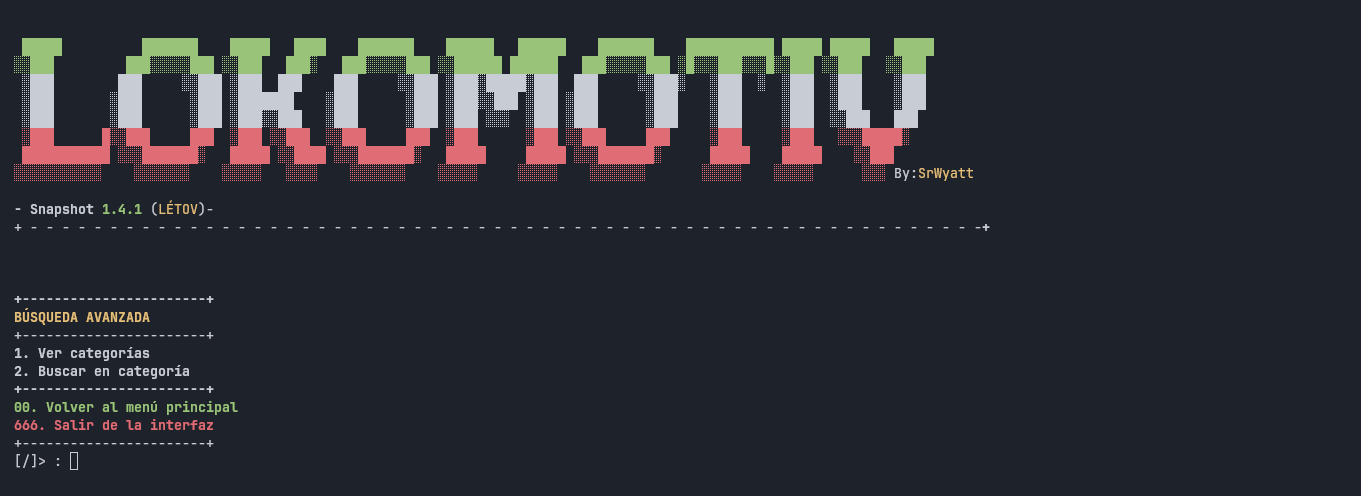 LOKOMOTIV
By:SrWyatt
- Snapshot 1.4.1 (LÉTOV)-
+ - - - - - - - - - - - - - - - - - - - - - - - - - - - - - - - - - - - - - - - - - - - - - - - - - - - - - - - - - - - -+
+-----------------------+
BÚSQUEDA AVANZADA
+-----------------------+
1. Ver categorías
2. Buscar en categoría
+-----------------------+
00. Volver al menú principal
666. Salir de la interfaz
+-----------------------+
[/]> :